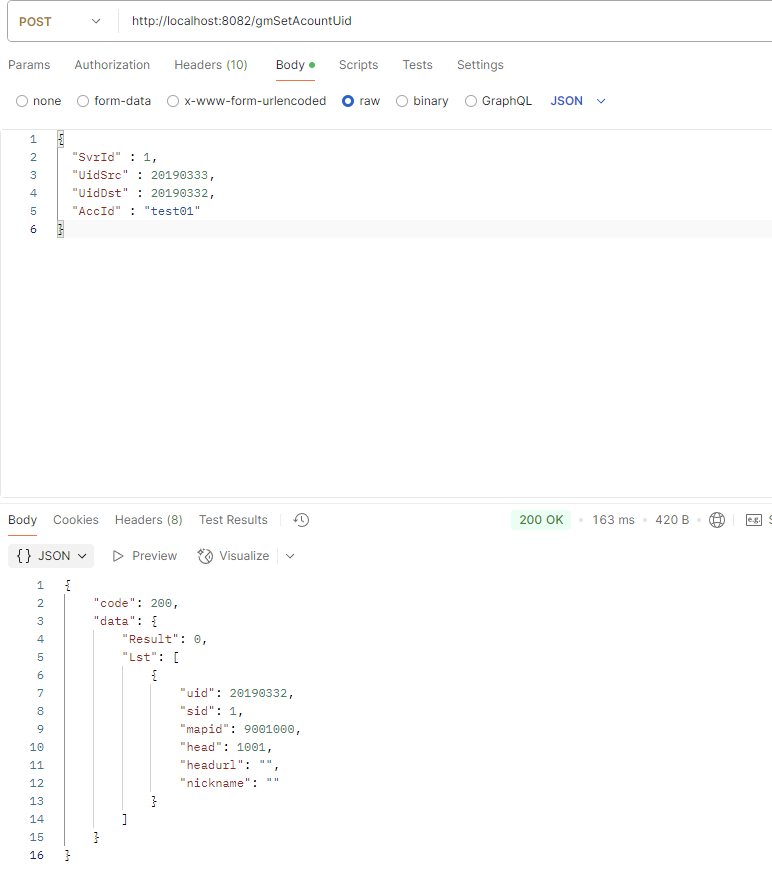 POST http://localhost:8082/gmSetAcountUid
Params Authorization Headers (10) Body Scripts Tests Settings
none form-data x-www-form-urlencoded raw binary GraphQL JSON
1 {
2 "SvrId" : 1,
3 "UidSrc" : 20190333,
4 "UidDst" : 20190332,
5 "AccId" : "test01"
6 }
Body Cookies Headers (8) Test Results 200 OK • 163 ms • 420 B • e.g. S
{} JSON Preview Visualize
1 {
2 "code": 200,
3 "data": {
4 "Result": 0,
5 "Lst": [
6 {
7 "uid": 20190332,
8 "sid": 1,
9 "mapid": 9001000,
10 "head": 1001,
11 "headurl": "",
12 "nickname": ""
13 }
14 ]
15 }
16 }